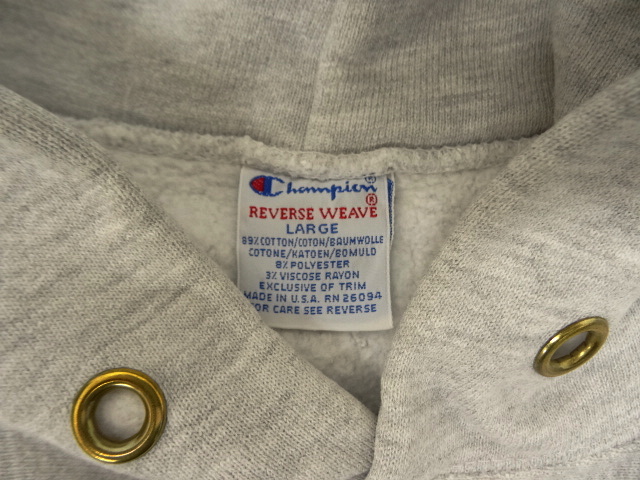 Champion®
REVERSE WEAVE®
LARGE
89% COTTON/COTON/BAUMWOLLE
COTONE/KATOEN/BOMULD
8% POLYESTER
3% VISCOSE RAYON
EXCLUSIVE OF TRIM
MADE IN U.S.A. RN 26094
FOR CARE SEE REVERSE